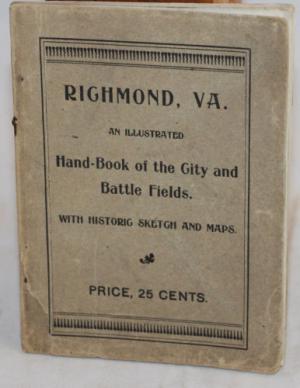 RICHMOND, VA.
AN ILLUSTRATED
Hand-Book of the City and
Battle Fields.
WITH HISTORIC SKETCH AND MAPS.
PRICE, 25 CENTS.